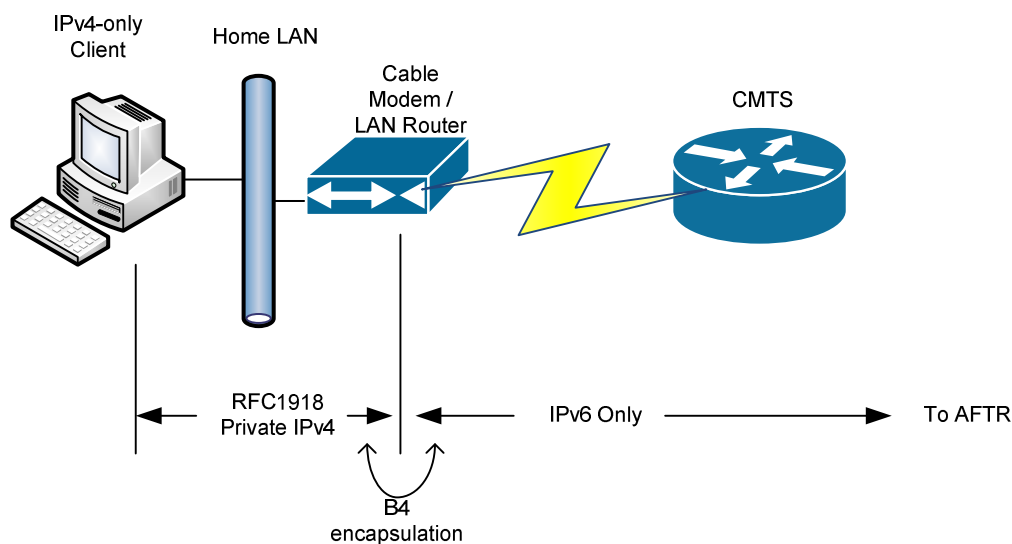 IPv4-only
Client
Home LAN
Cable
Modem /
LAN Router
CMTS
RFC1918
Private IPv4
IPv6 Only
To AFTR
B4
encapsulation